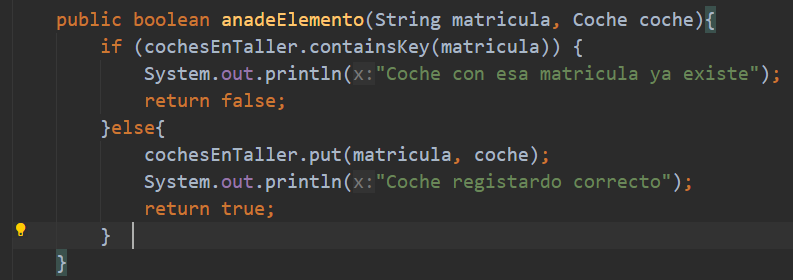 public boolean anadeElemento(String matricula, Coche coche){
if (cochesEnTaller.containsKey(matricula)) {
System.out.println(x:"Coche con esa matricula ya existe");
return false;
}else{
cochesEnTaller.put(matricula, coche);
System.out.println(x:"Coche registardo correcto");
return true;
}
}